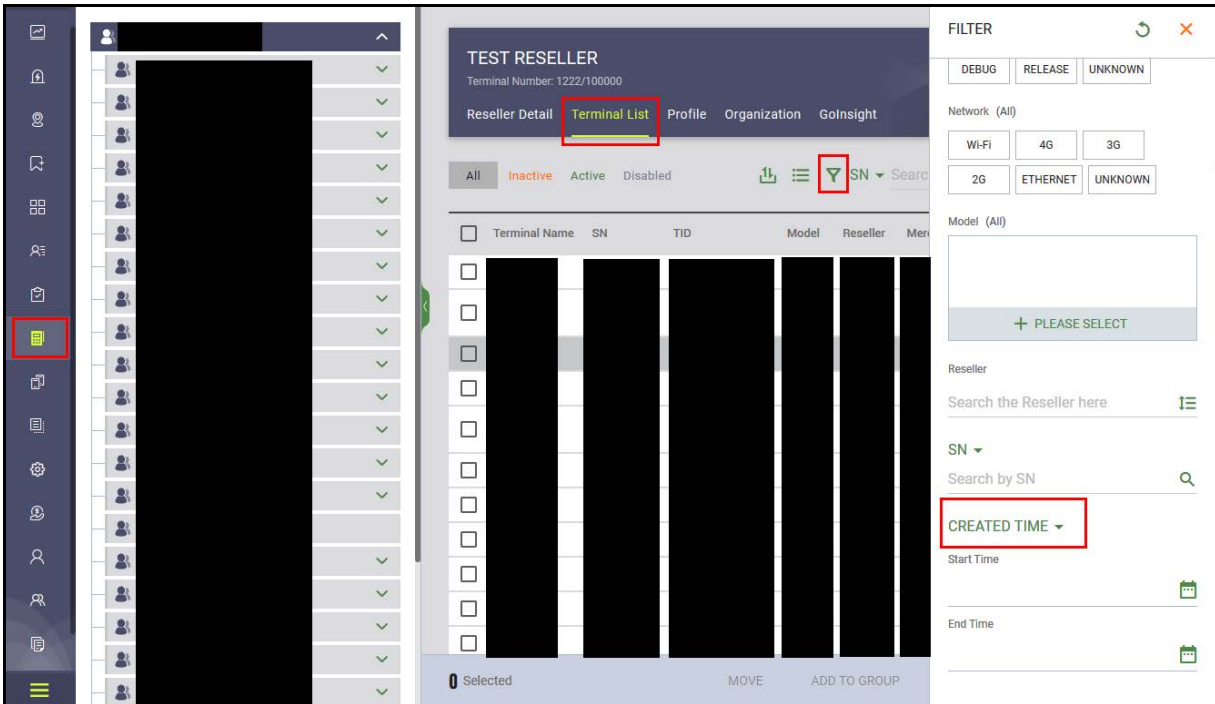 TEST RESELLER
Terminal Number: 1222/100000
Reseller Detail Terminal List Profile Organization GoInsight
All Inactive Active Disabled SN Searc
Terminal Name SN TID Model Reseller Mer
0 Selected MOVE ADD TO GROUP
FILTER
DEBUG RELEASE UNKNOWN
Network (All)
Wi-Fi 4G 3G
2G ETHERNET UNKNOWN
Model (All)
+ PLEASE SELECT
Reseller
Search the Reseller here
SN
Search by SN
CREATED TIME
Start Time
End Time